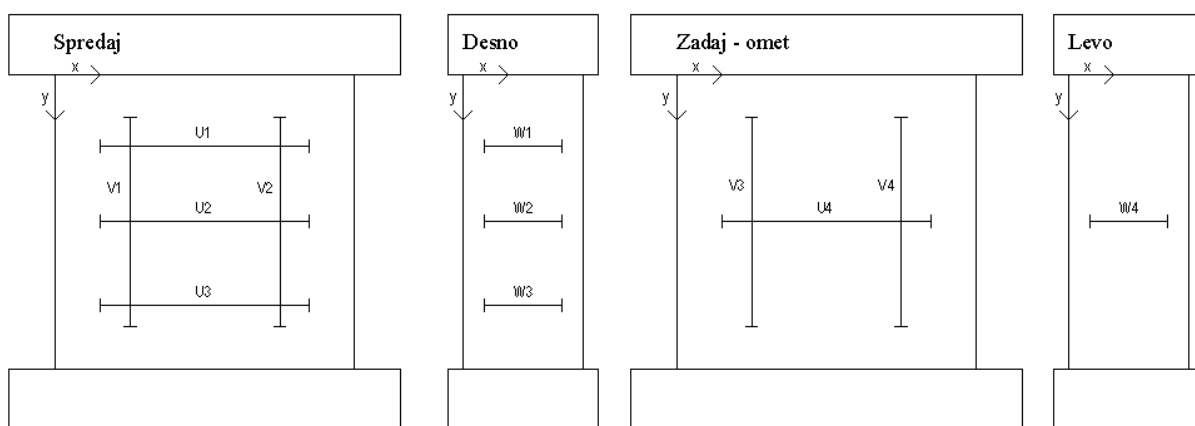 Spredaj
x
y
U1
V1
V2
U2
U3
Desno
x
y
W1
W2
W3
Zadaj - omet
x
y
V3
V4
U4
Levo
x
y
W4